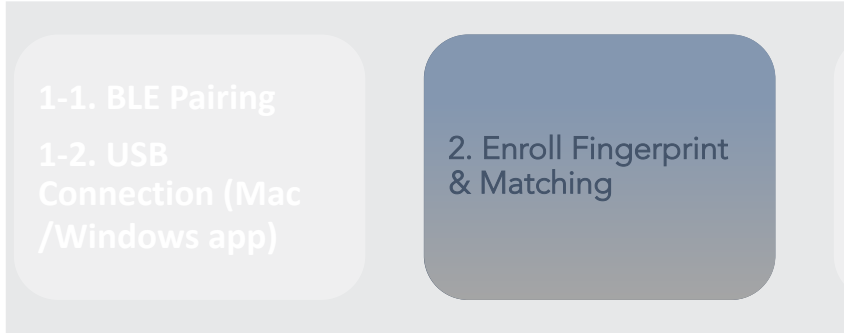 1-1. BLE Pairing
1-2. USB
Connection (Mac
/Windows app)
2. Enroll Fingerprint
& Matching